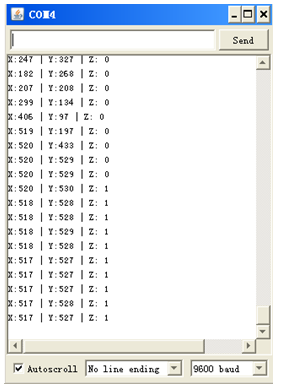 COM4
Send
X:247 | Y:327 | Z: 0
X:182 | Y:268 | Z: 0
X:207 | Y:208 | Z: 0
X:299 | Y:134 | Z: 0
X:406 | Y:97 | Z: 0
X:519 | Y:197 | Z: 0
X:520 | Y:433 | Z: 0
X:520 | Y:529 | Z: 0
X:520 | Y:529 | Z: 0
X:520 | Y:530 | Z: 1
X:518 | Y:528 | Z: 1
X:518 | Y:528 | Z: 1
X:518 | Y:529 | Z: 1
X:518 | Y:528 | Z: 1
X:517 | Y:527 | Z: 1
X:517 | Y:527 | Z: 1
X:517 | Y:527 | Z: 1
X:517 | Y:528 | Z: 1
X:517 | Y:527 | Z: 1
Autoscroll No line ending 9600 baud